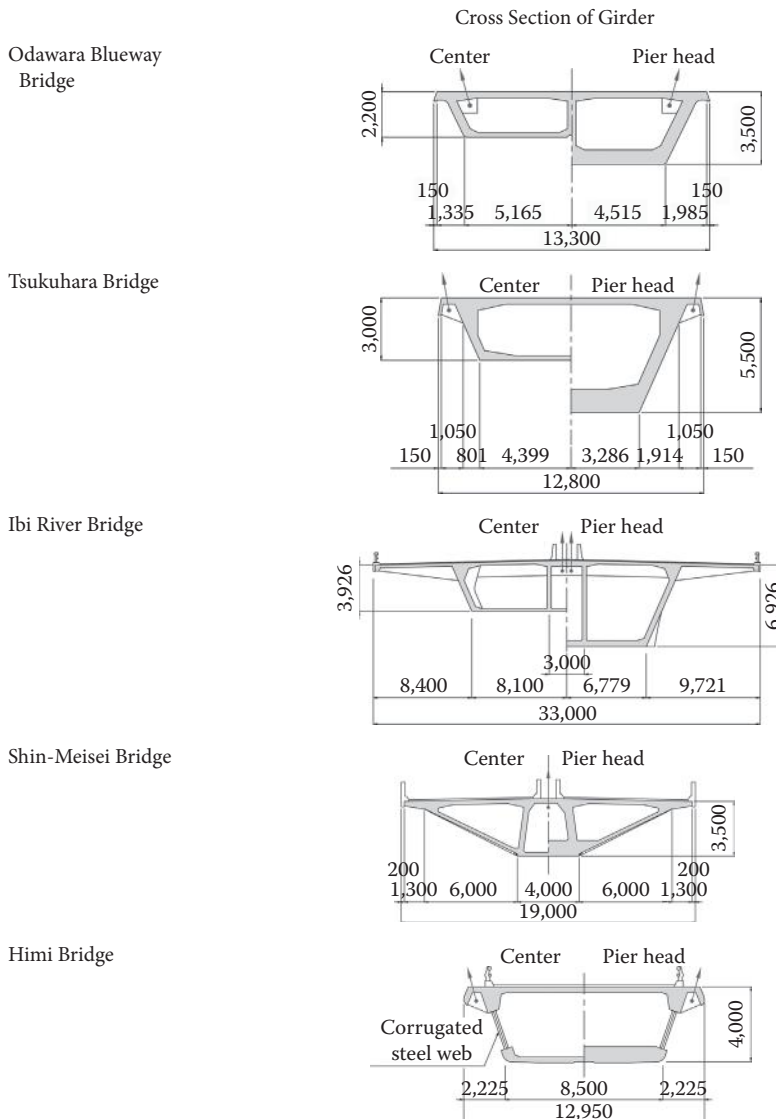 Cross Section of Girder
Odawara Blueway
Bridge
Center Pier head
2,200
3,500
150 150
1,335 5,165 4,515 1,985
13,300
Tsukuhara Bridge
Center Pier head
3,000
5,500
1,050 1,050
150 801 4,399 3,286 1,914 150
12,800
Ibi River Bridge
Center Pier head
3,926
6,926
3,000
8,400 8,100 6,779 9,721
33,000
Shin-Meisei Bridge
Center Pier head
3,500
200 200
1,300 6,000 4,000 6,000 1,300
19,000
Himi Bridge
Center Pier head
Corrugated
steel web
4,000
2,225 8,500 2,225
12,950